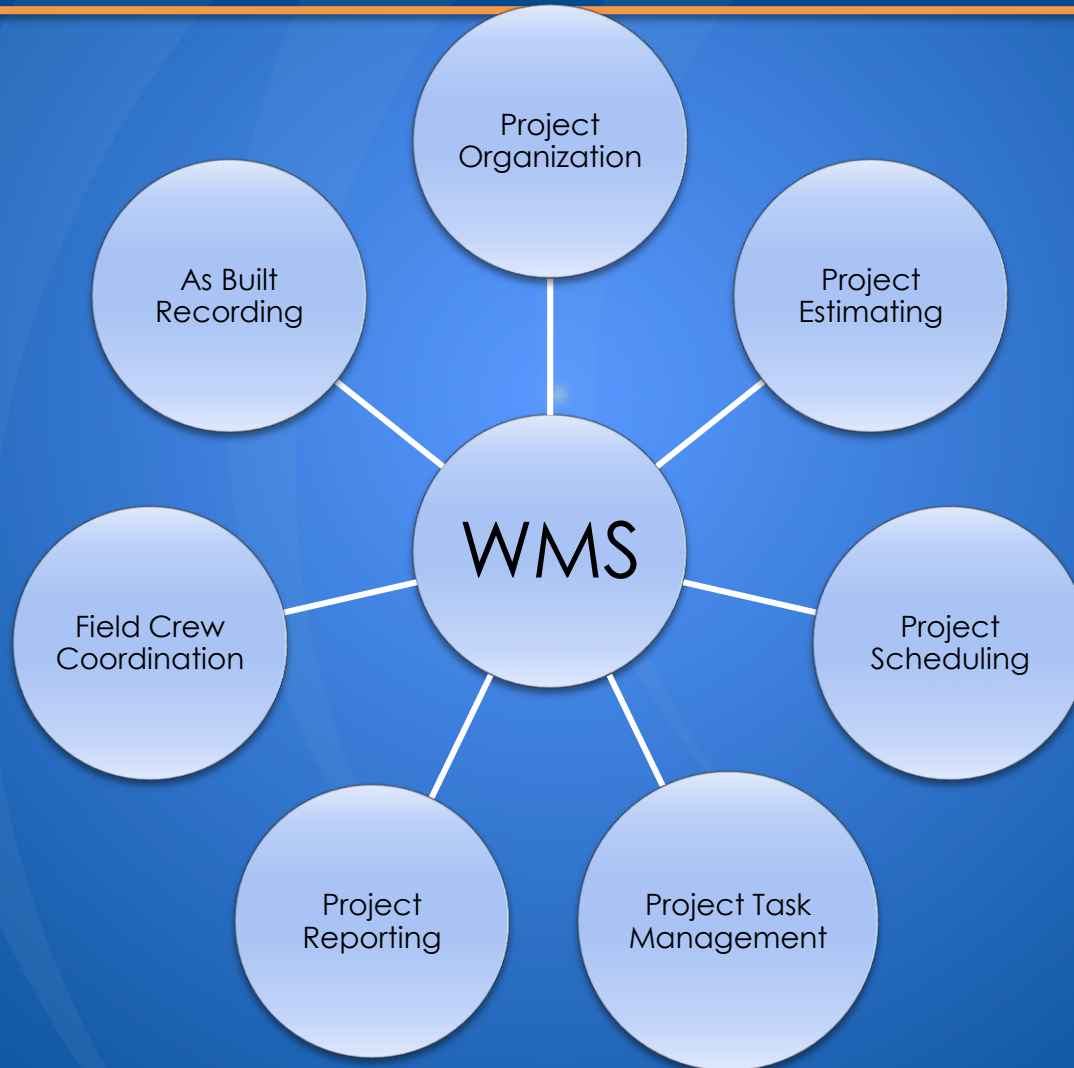 Project
Organization
Project
Estimating
Project
Scheduling
Project Task
Management
Project
Reporting
Field Crew
Coordination
As Built
Recording
WMS